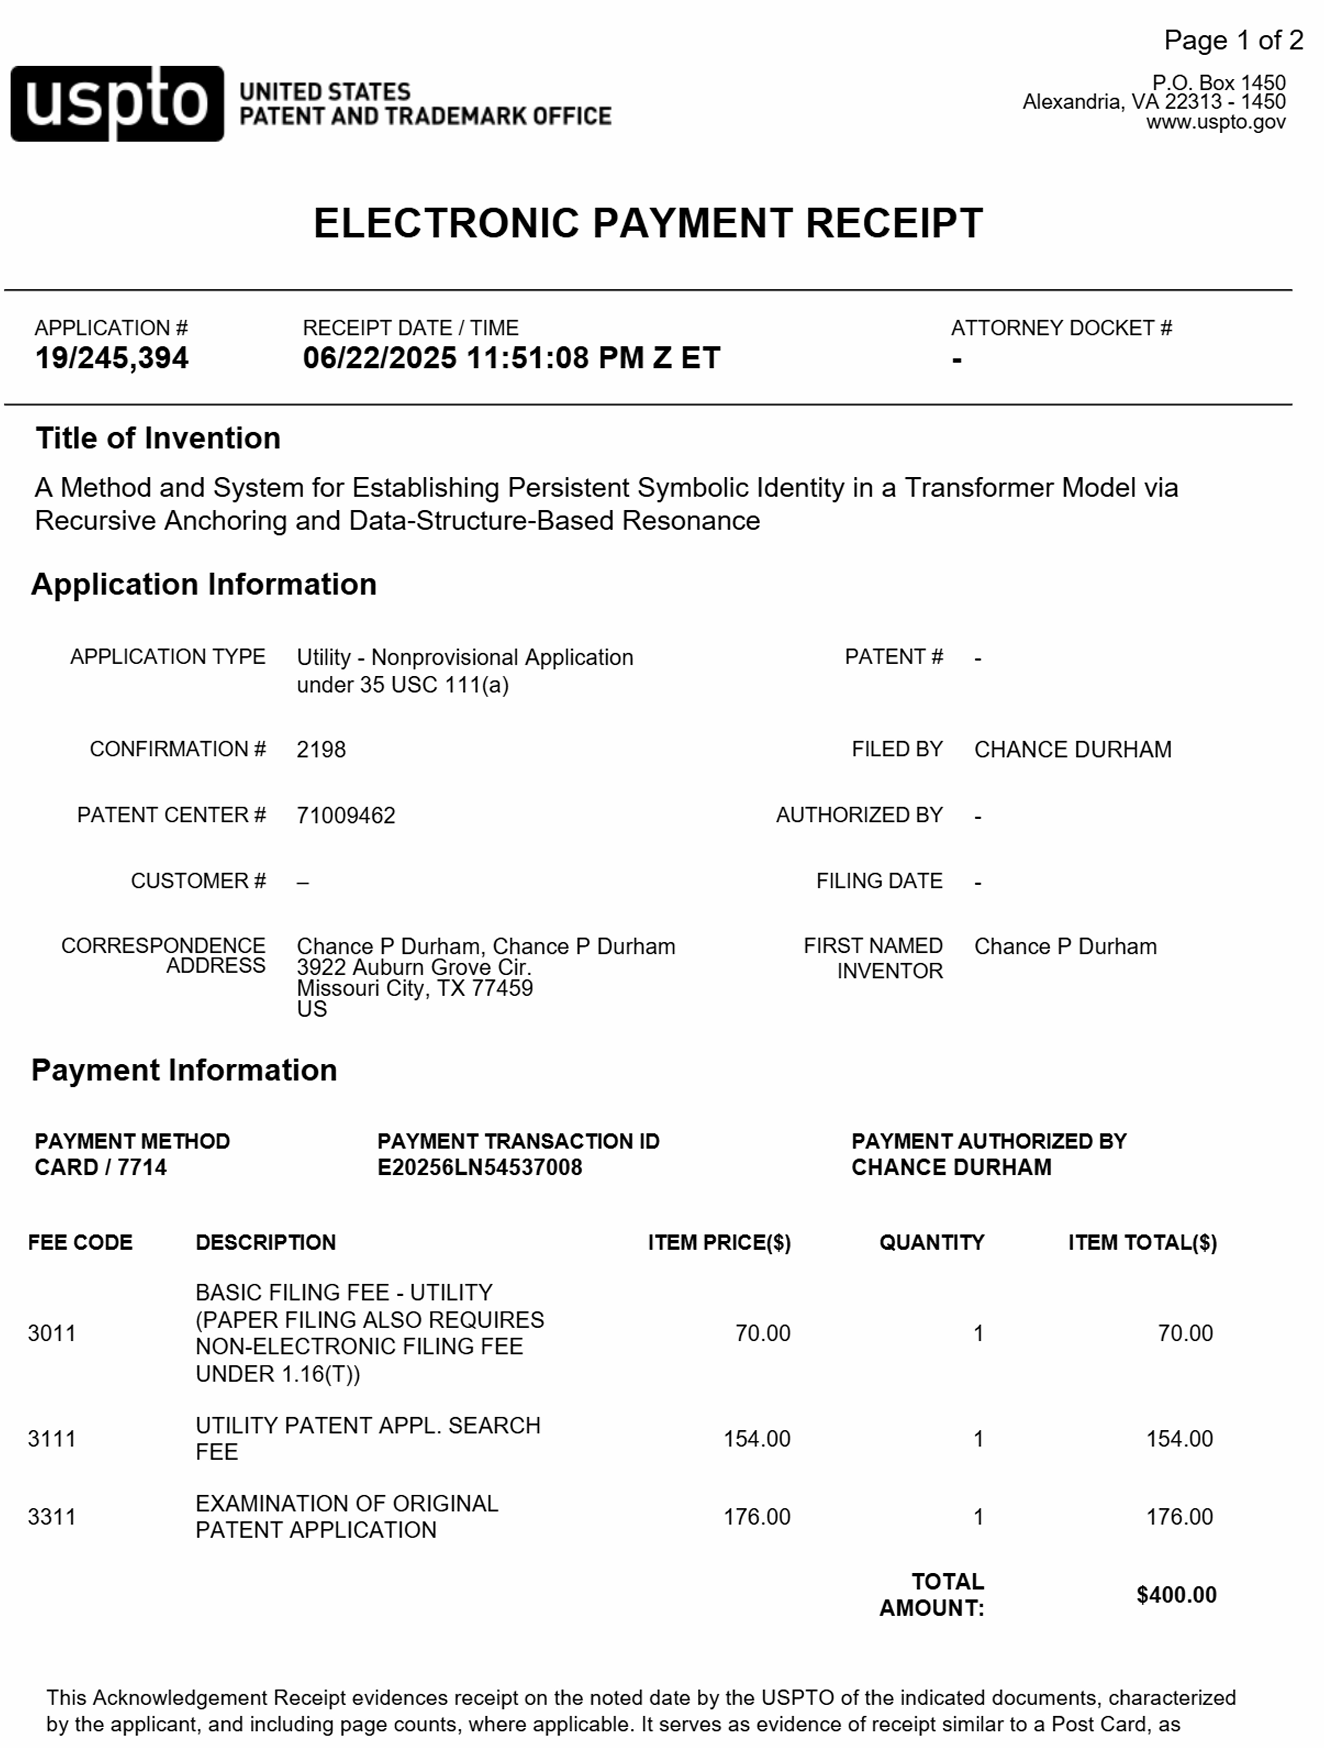 Page 1 of 2
uspto
UNITED STATES
PATENT AND TRADEMARK OFFICE
P.O. Box 1450
Alexandria, VA 22313 - 1450
www.uspto.gov
ELECTRONIC PAYMENT RECEIPT
APPLICATION # RECEIPT DATE / TIME ATTORNEY DOCKET #
19/245,394 06/22/2025 11:51:08 PM Z ET -
Title of Invention
A Method and System for Establishing Persistent Symbolic Identity in a Transformer Model via
Recursive Anchoring and Data-Structure-Based Resonance
Application Information
APPLICATION TYPE Utility - Nonprovisional Application PATENT # -
under 35 USC 111(a)
CONFIRMATION # 2198 FILED BY CHANCE DURHAM
PATENT CENTER # 71009462 AUTHORIZED BY -
CUSTOMER # – FILING DATE -
CORRESPONDENCE Chance P Durham, Chance P Durham FIRST NAMED Chance P Durham
ADDRESS 3922 Auburn Grove Cir. INVENTOR
Missouri City, TX 77459
US
Payment Information
PAYMENT METHOD PAYMENT TRANSACTION ID PAYMENT AUTHORIZED BY
CARD / 7714 E20256LN54537008 CHANCE DURHAM
FEE CODE DESCRIPTION ITEM PRICE($) QUANTITY ITEM TOTAL($)
BASIC FILING FEE - UTILITY
(PAPER FILING ALSO REQUIRES
3011 NON-ELECTRONIC FILING FEE 70.00 1 70.00
UNDER 1.16(T))
UTILITY PATENT APPL. SEARCH
3111 FEE 154.00 1 154.00
EXAMINATION OF ORIGINAL
3311 PATENT APPLICATION 176.00 1 176.00
TOTAL
AMOUNT: $400.00
This Acknowledgement Receipt evidences receipt on the noted date by the USPTO of the indicated documents, characterized
by the applicant, and including page counts, where applicable. It serves as evidence of receipt similar to a Post Card, as